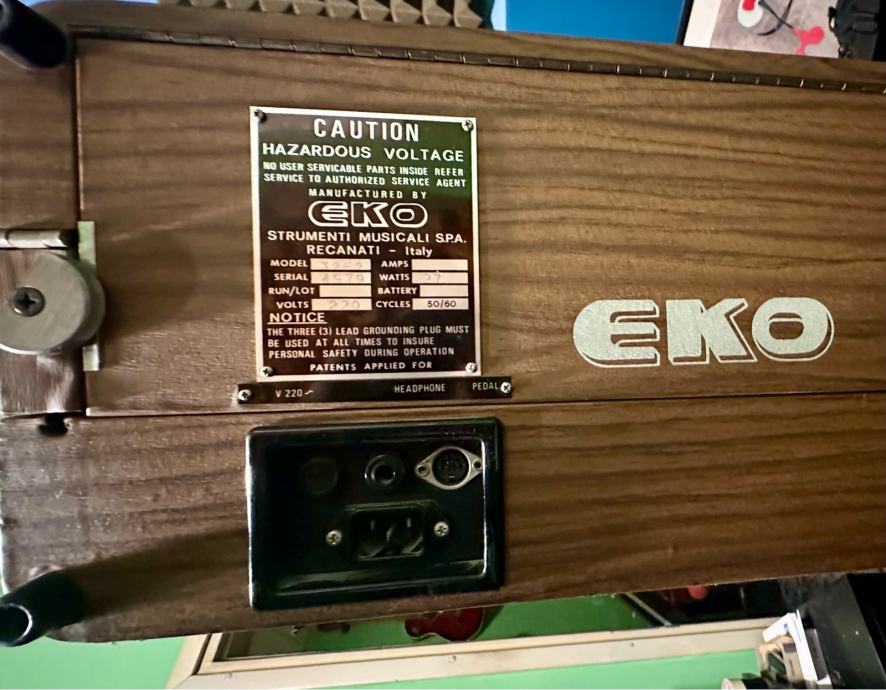 CAUTION
HAZARDOUS VOLTAGE
NO USER SERVICABLE PARTS INSIDE REFER
SERVICE TO AUTHORIZED SERVICE AGENT
MANUFACTURED BY
EKO
STRUMENTI MUSICALI S.P.A.
RECANATI - Italy
MODEL AMPS
SERIAL 4979 WATTS 27
RUN/LOT BATTERY
VOLTS 220 CYCLES 50/60
NOTICE
THE THREE (3) LEAD GROUNDING PLUG MUST
BE USED AT ALL TIMES TO INSURE
PERSONAL SAFETY DURING OPERATION
PATENTS APPLIED FOR
V 220~ HEADPHONE PEDAL
EKO